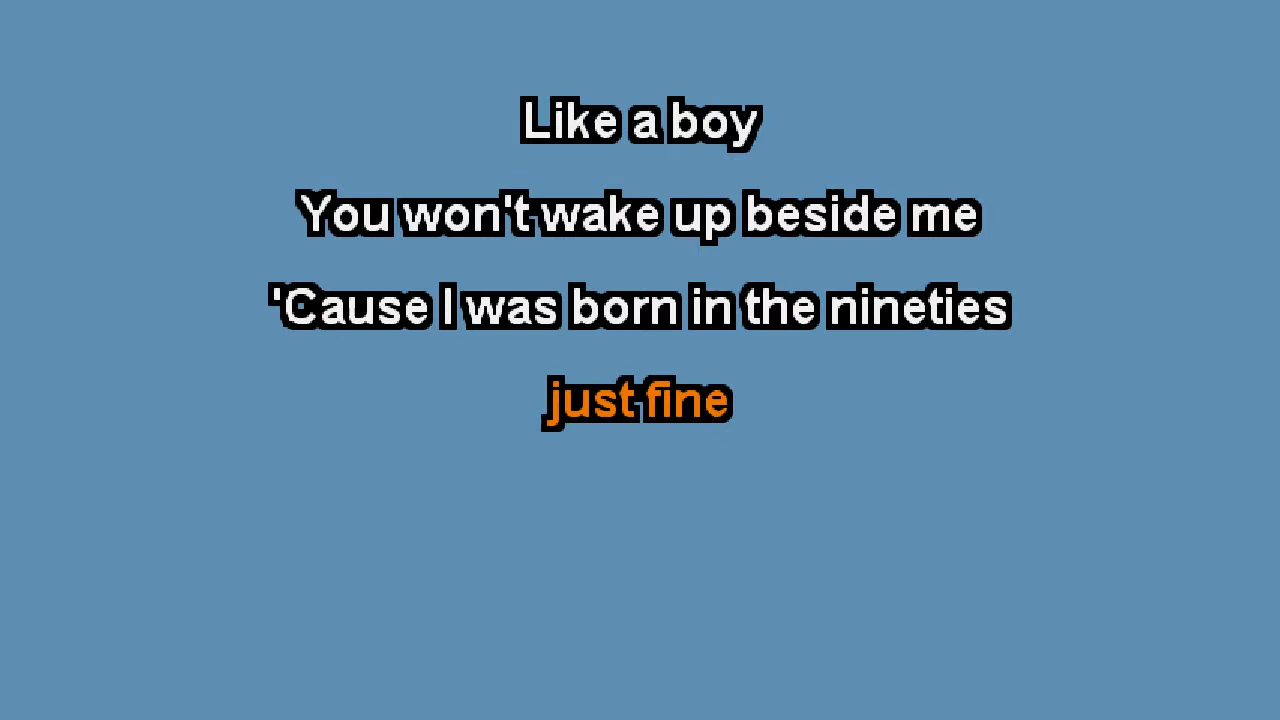 Like a boy
You won't wake up beside me
'Cause I was born in the nineties
just fine